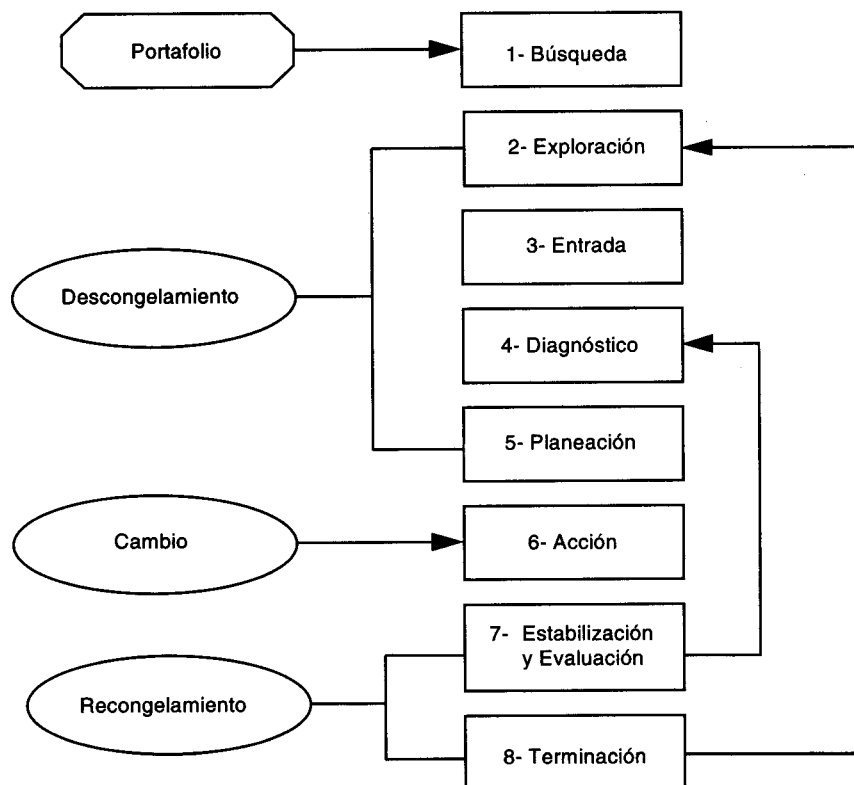 Portafolio
1- Búsqueda
2- Exploración
3- Entrada
Descongelamiento
4- Diagnóstico
5- Planeación
Cambio
6- Acción
7- Estabilización
y Evaluación
Recongelamiento
8- Terminación